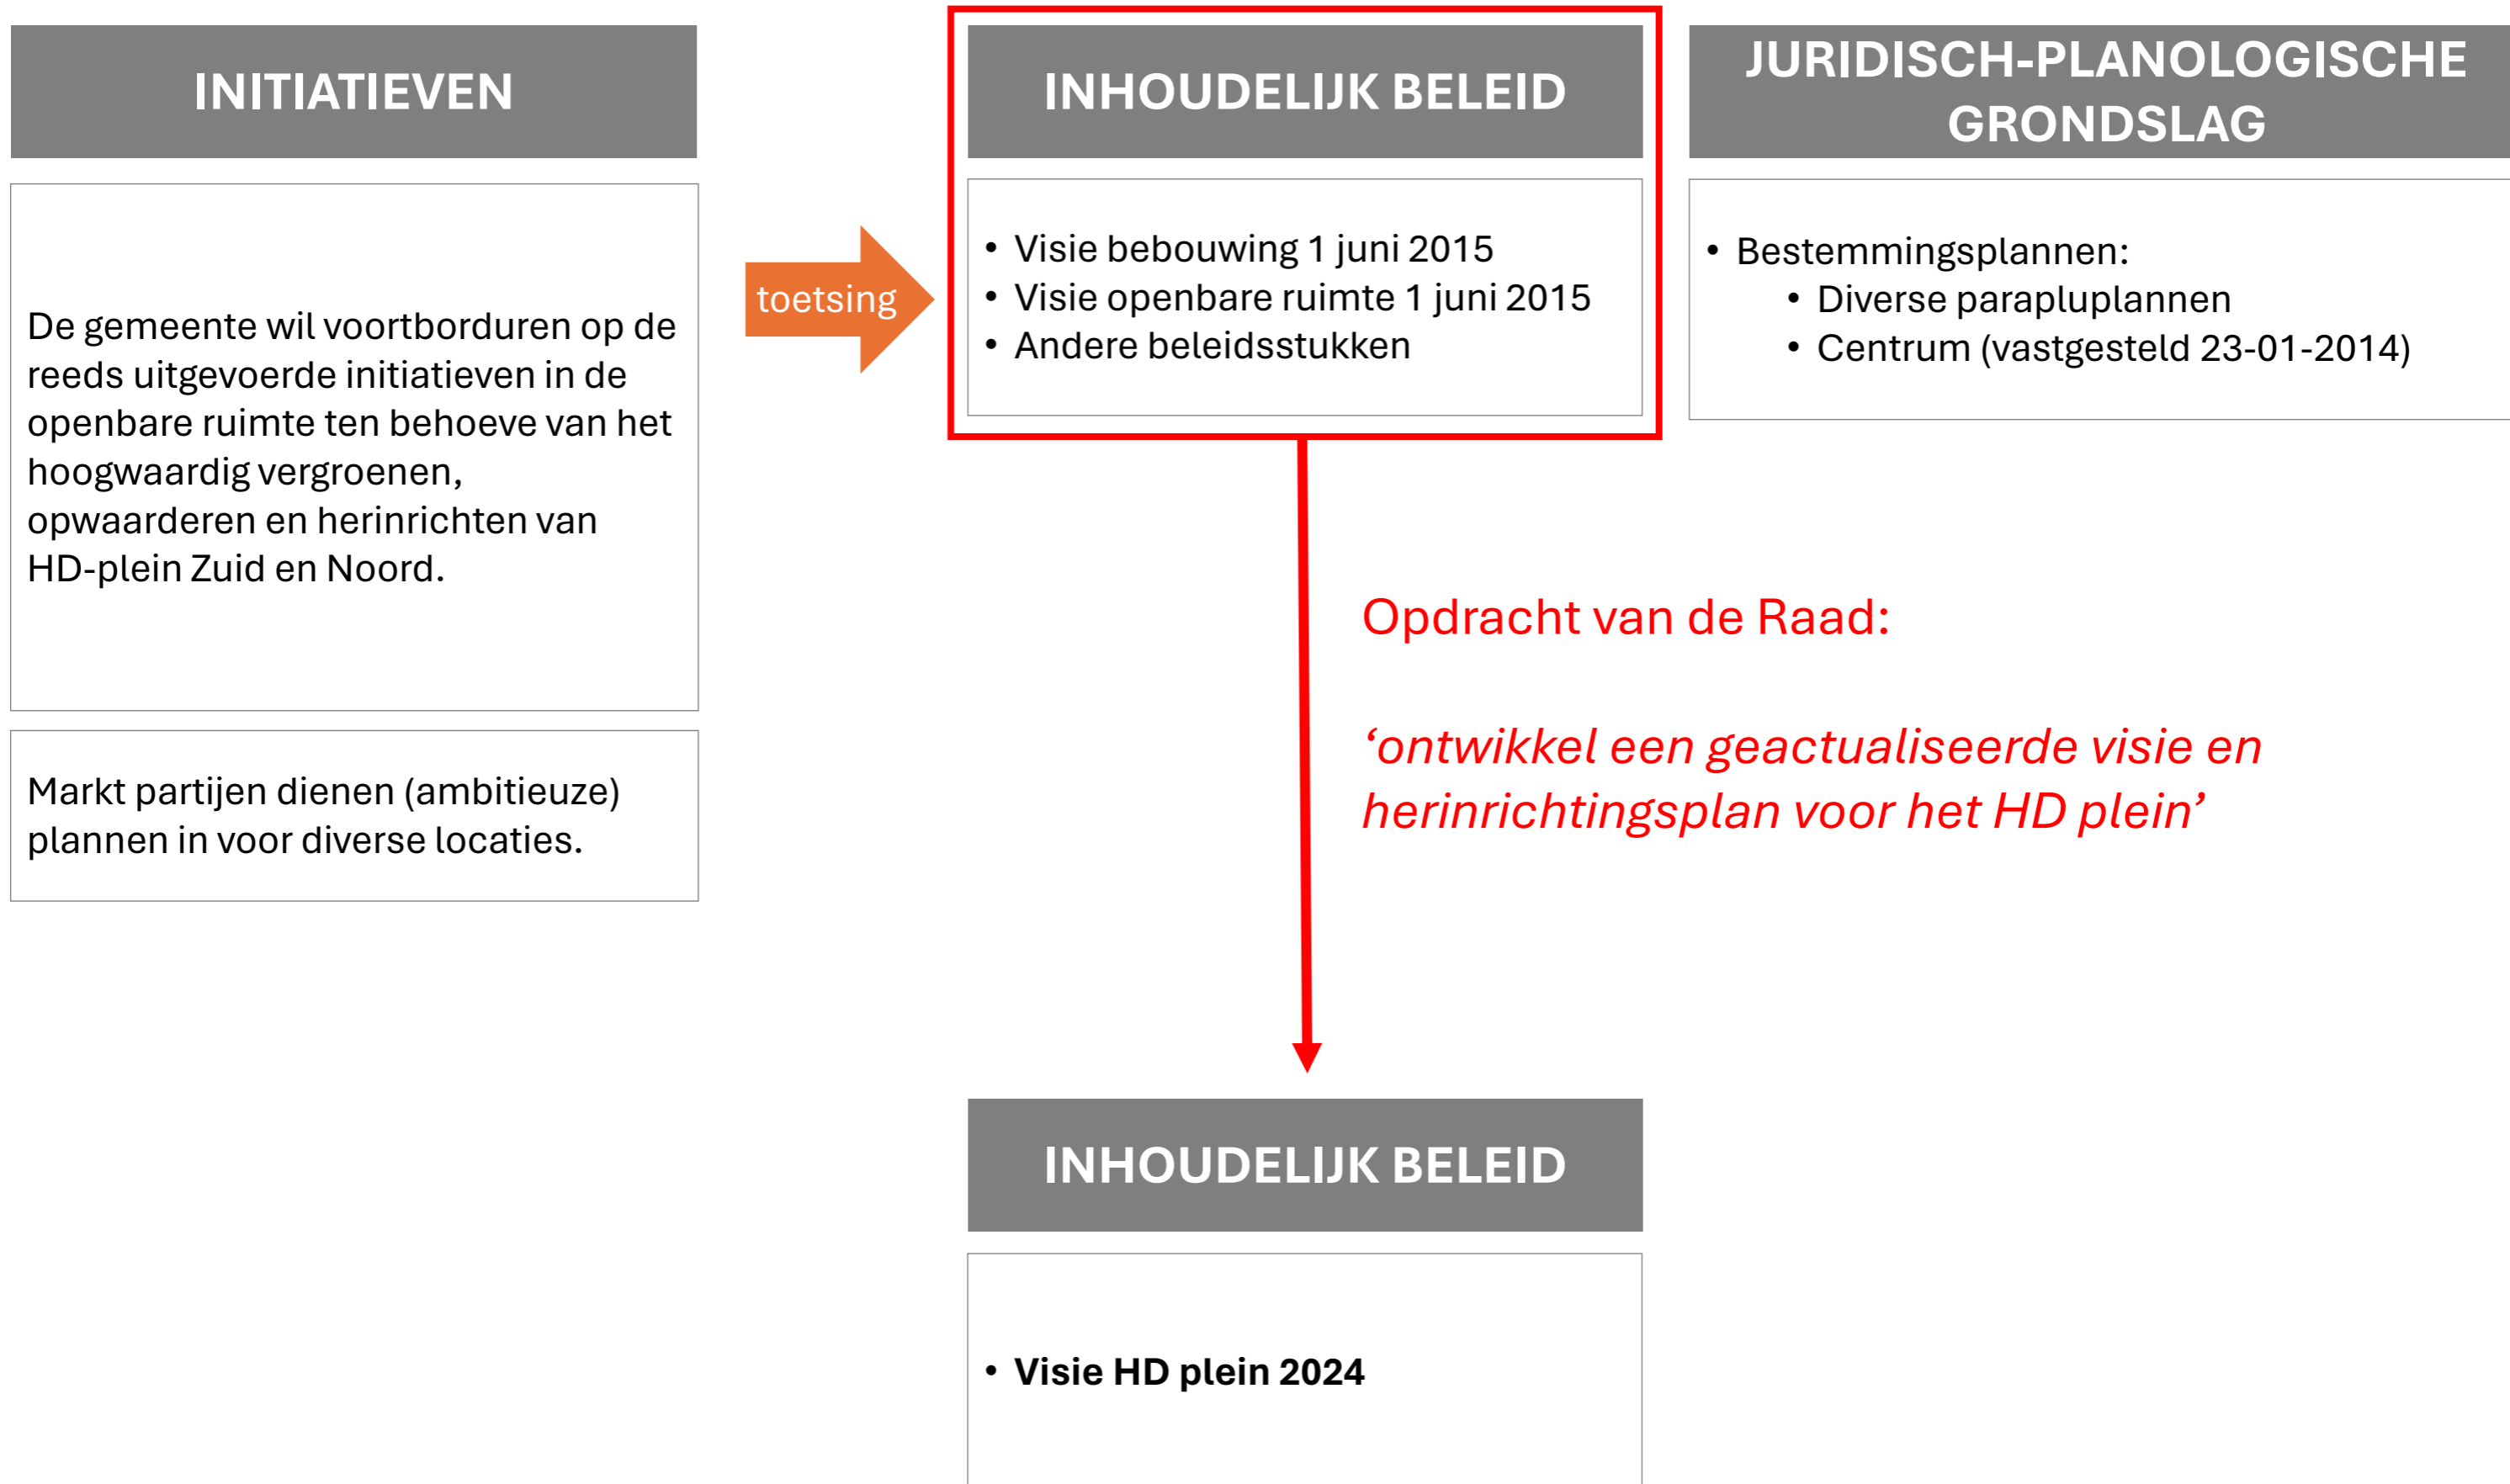 INITIATIEVEN
De gemeente wil voortborduren op de
reeds uitgevoerde initiatieven in de
openbare ruimte ten behoeve van het
hoogwaardig vergroenen,
opwaarderen en herinrichten van
HD-plein Zuid en Noord.
Markt partijen dienen (ambitieuze)
plannen in voor diverse locaties.
toetsing
INHOUDELIJK BELEID
• Visie bebouwing 1 juni 2015
• Visie openbare ruimte 1 juni 2015
• Andere beleidsstukken
JURIDISCH-PLANOLOGISCHE
GRONDSLAG
• Bestemmingsplannen:
• Diverse parapluplannen
• Centrum (vastgesteld 23-01-2014)
Opdracht van de Raad:
‘ontwikkel een geactualiseerde visie en
herinrichtingsplan voor het HD plein’
INHOUDELIJK BELEID
• Visie HD plein 2024